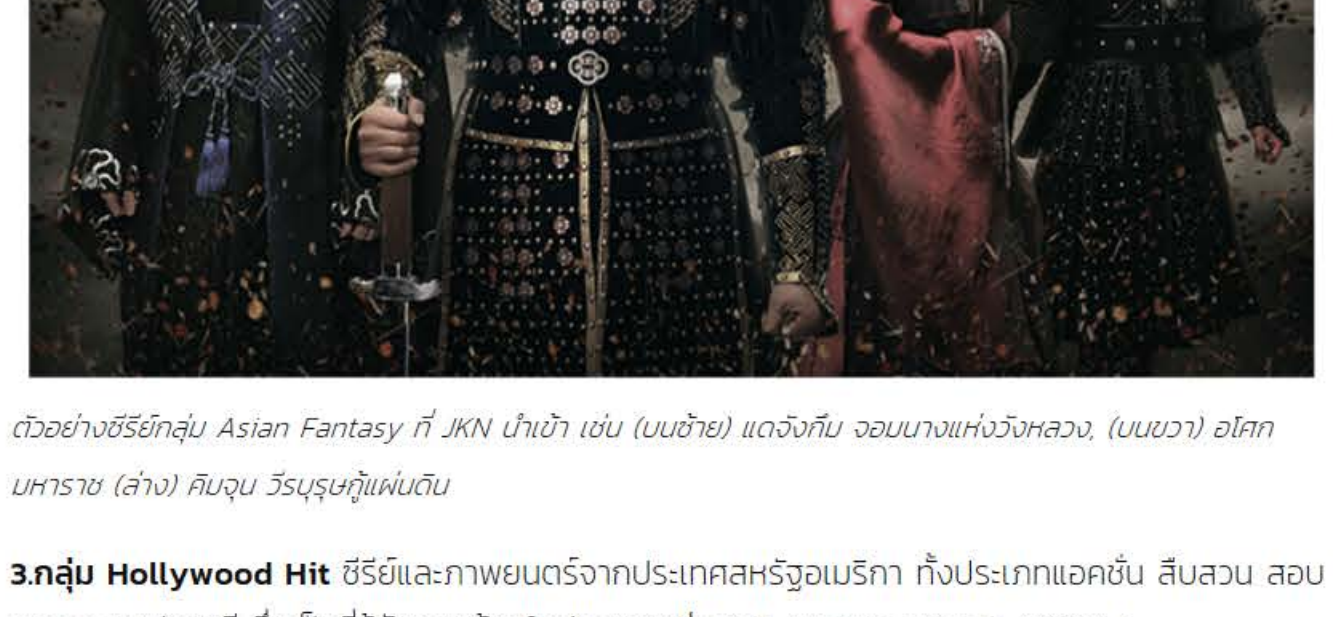 ตัวอย่างซีรีย์กลุ่ม Asian Fantasy ที่ JKN นำเข้า เช่น (บนซ้าย) แดจังกึม จอมนางแห่งวังหลวง, (บนขวา) อโศก
มหาราช (ล่าง) คิมจุน วีรบุรุษกู้แผ่นดิน
3.กลุ่ม Hollywood Hit ซีรีย์และภาพยนตร์จากประเทศสหรัฐอเมริกา ทั้งประเภทแอคชั่น สืบสวน สอบ